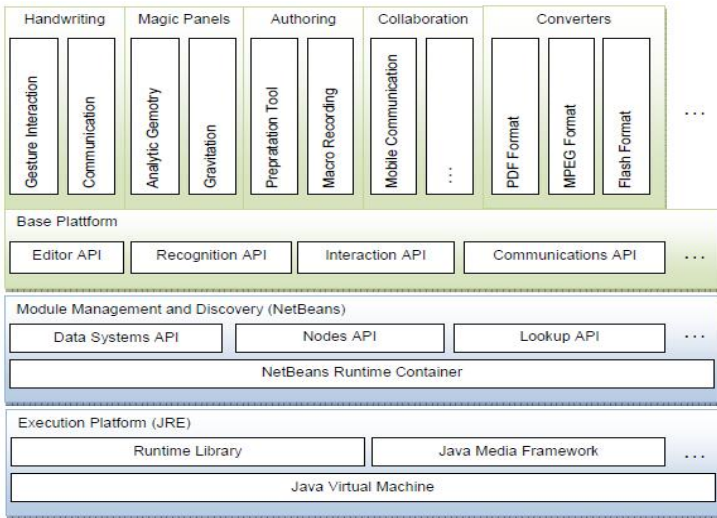 Handwriting
Magic Panels
Authoring
Collaboration
Converters
Gesture Interaction
Communication
Analytic Gemotry
Gravitation
Prepratation Tool
Macro Recording
Mobile Communication
...
PDF Format
MPEG Format
Flash Format
...
Base Plattform
Editor API
Recognition API
Interaction API
Communications API
...
Module Management and Discovery (NetBeans)
Data Systems API
Nodes API
Lookup API
...
NetBeans Runtime Container
Execution Platform (JRE)
Runtime Library
Java Media Framework
...
Java Virtual Machine